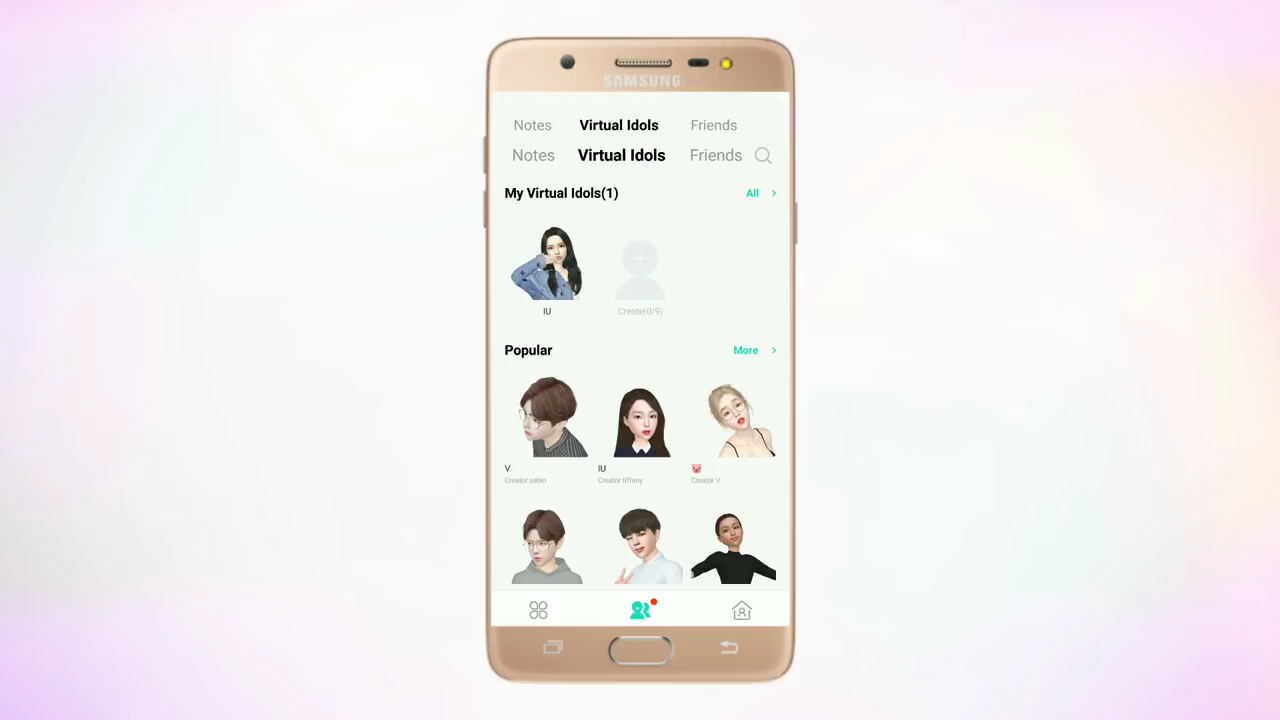 SAMSUNG
Notes Virtual Idols Friends
Notes Virtual Idols Friends
My Virtual Idols(1) All >
IU Create(0/9)
Popular More >
V IU
Creator sebin Creator tiffany Creator V